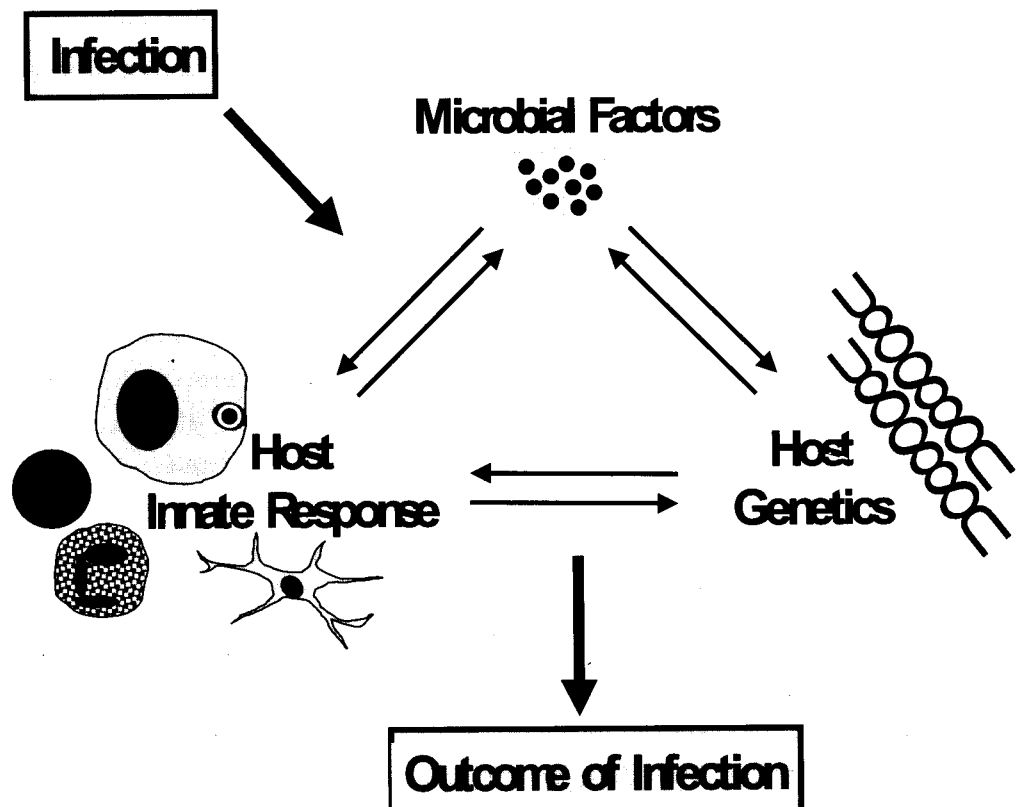 Infection
Microbial Factors
Host
Innate Response
Host
Genetics
Outcome of Infection